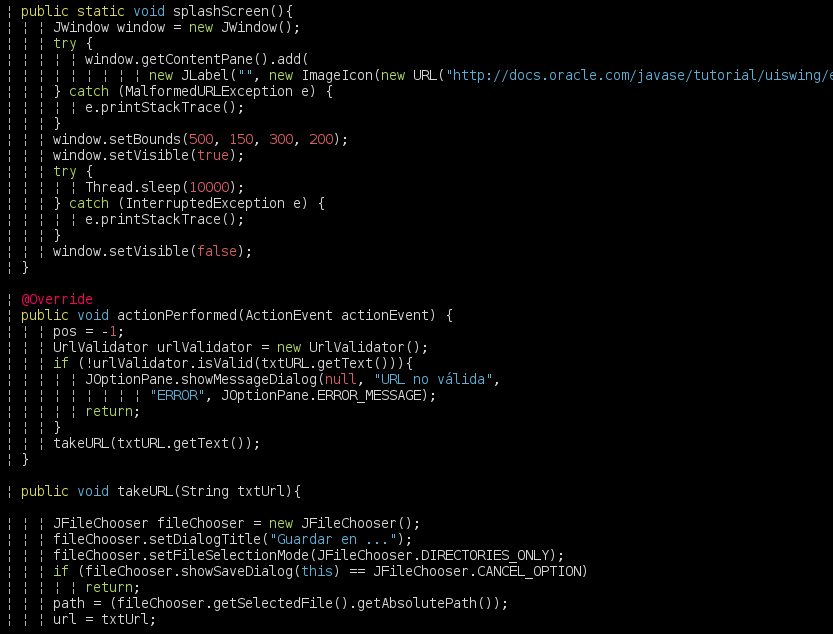 public static void splashScreen(){
JWindow window = new JWindow();
try {
window.getContentPane().add(
new JLabel("", new ImageIcon(new URL("http://docs.oracle.com/javase/tutorial/uiswing/e
} catch (MalformedURLException e) {
e.printStackTrace();
}
window.setBounds(500, 150, 300, 200);
window.setVisible(true);
try {
Thread.sleep(10000);
} catch (InterruptedException e) {
e.printStackTrace();
}
window.setVisible(false);
}
@Override
public void actionPerformed(ActionEvent actionEvent) {
pos = -1;
UrlValidator urlValidator = new UrlValidator();
if (!urlValidator.isValid(txtURL.getText())){
JOptionPane.showMessageDialog(null, "URL no válida",
"ERROR", JOptionPane.ERROR_MESSAGE);
return;
}
takeURL(txtURL.getText());
}
public void takeURL(String txtUrl){
JFileChooser fileChooser = new JFileChooser();
fileChooser.setDialogTitle("Guardar en ...");
fileChooser.setFileSelectionMode(JFileChooser.DIRECTORIES_ONLY);
if (fileChooser.showSaveDialog(this) == JFileChooser.CANCEL_OPTION)
return;
path = (fileChooser.getSelectedFile().getAbsolutePath());
url = txtUrl;